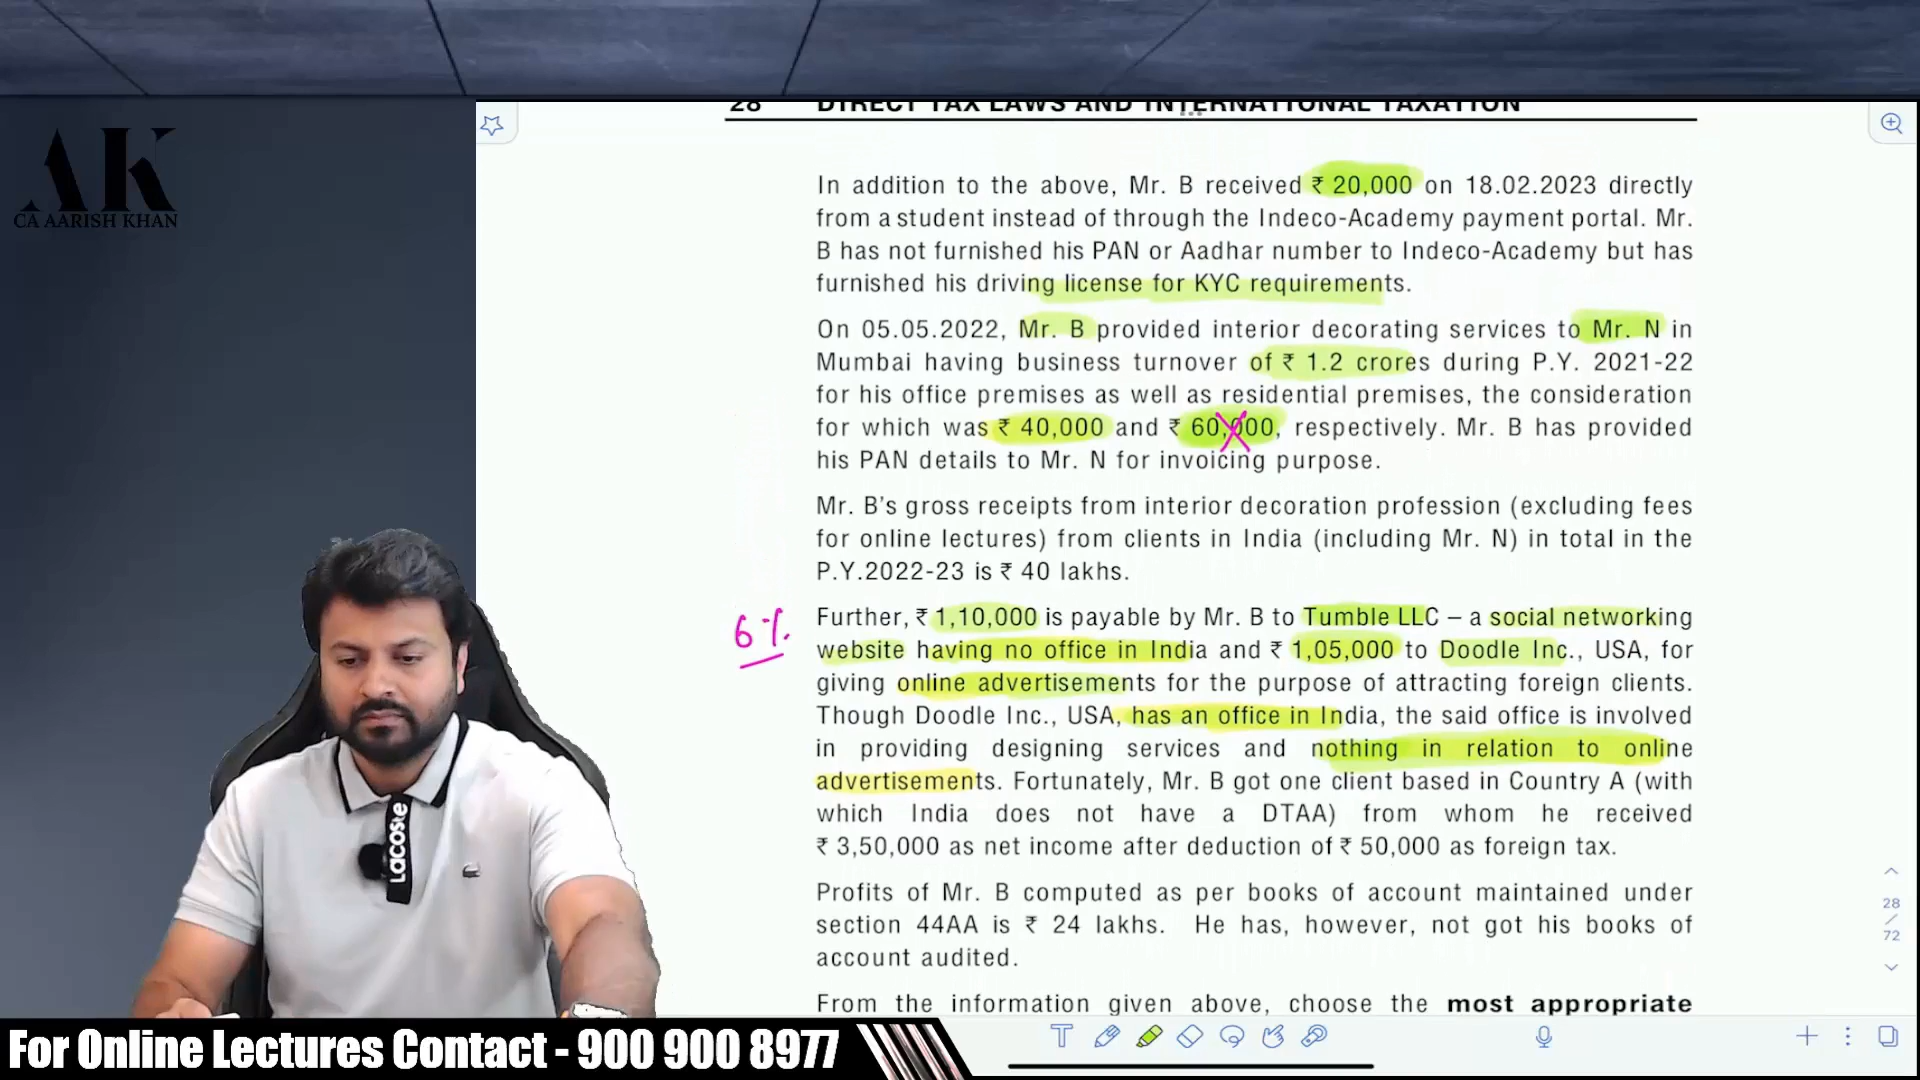 28 DIRECT TAX LAWS AND INTERNATIONAL TAXATION
AK
CA AARISH KHAN
In addition to the above, Mr. B received ₹ 20,000 on 18.02.2023 directly
from a student instead of through the Indeco-Academy payment portal. Mr.
B has not furnished his PAN or Aadhar number to Indeco-Academy but has
furnished his driving license for KYC requirements.
On 05.05.2022, Mr. B provided interior decorating services to Mr. N in
Mumbai having business turnover of ₹ 1.2 crores during P.Y. 2021-22
for his office premises as well as residential premises, the consideration
for which was ₹ 40,000 and ₹ 60,000, respectively. Mr. B has provided
his PAN details to Mr. N for invoicing purpose.
Mr. B’s gross receipts from interior decoration profession (excluding fees
for online lectures) from clients in India (including Mr. N) in total in the
P.Y.2022-23 is ₹ 40 lakhs.
6%
Further, ₹ 1,10,000 is payable by Mr. B to Tumble LLC – a social networking
website having no office in India and ₹ 1,05,000 to Doodle Inc., USA, for
giving online advertisements for the purpose of attracting foreign clients.
Though Doodle Inc., USA, has an office in India, the said office is involved
in providing designing services and nothing in relation to online
advertisements. Fortunately, Mr. B got one client based in Country A (with
which India does not have a DTAA) from whom he received
₹ 3,50,000 as net income after deduction of ₹ 50,000 as foreign tax.
Profits of Mr. B computed as per books of account maintained under
section 44AA is ₹ 24 lakhs. He has, however, not got his books of
account audited.
From the information given above, choose the most appropriate
28
/
72
LACOSTE
T
For Online Lectures Contact - 900 900 8977